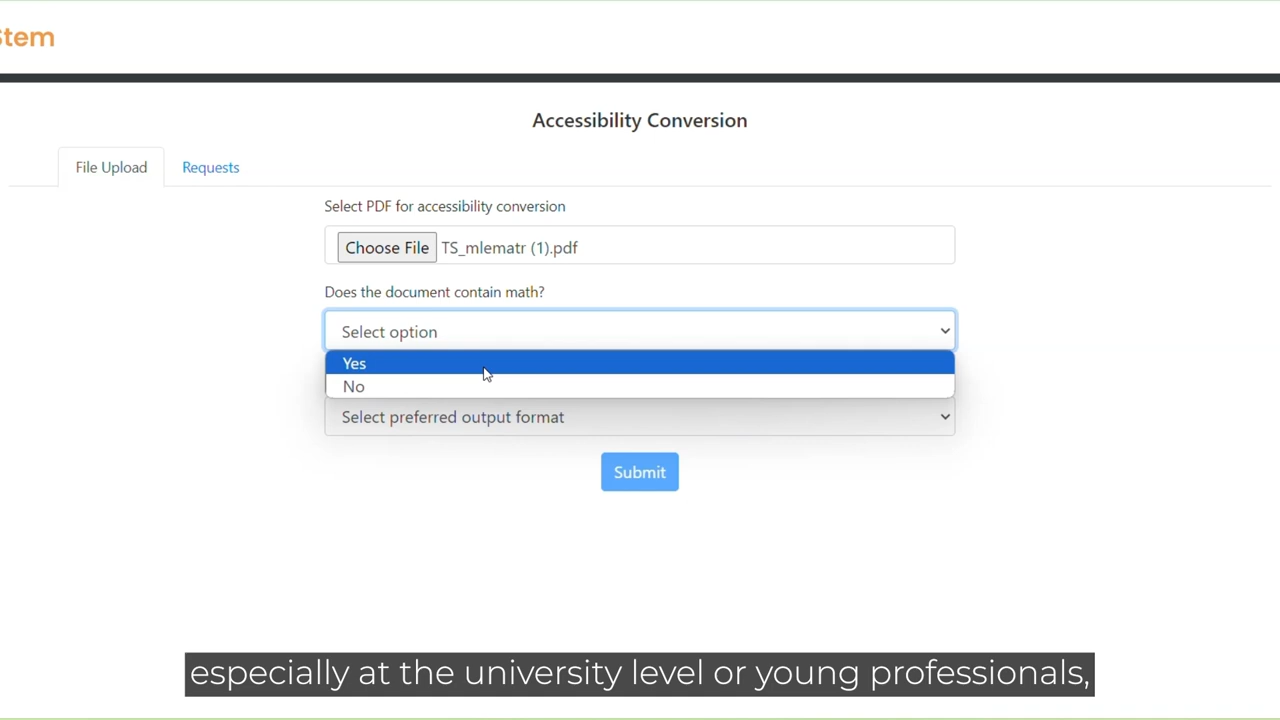 Stem
Accessibility Conversion
File Upload
Requests
Select PDF for accessibility conversion
Choose File TS_mlematr (1).pdf
Does the document contain math?
Select option
Yes
No
Select preferred output format
Submit
especially at the university level or young professionals,